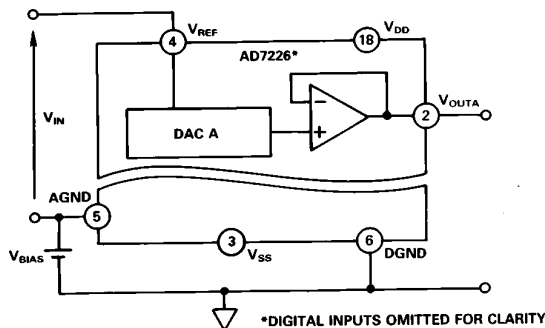 4
VREF
AD7226*
18
VDD
VIN
DAC A
−
+
2
VOUTA
AGND
5
VBIAS
3
VSS
6
DGND
*DIGITAL INPUTS OMITTED FOR CLARITY